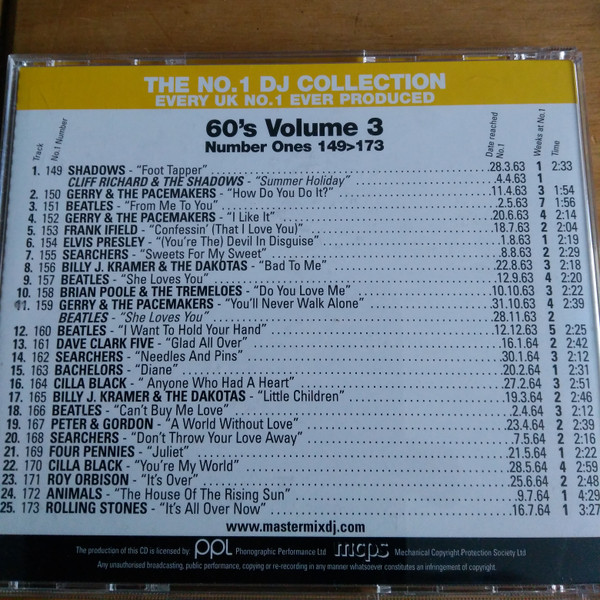 THE NO.1 DJ COLLECTION
EVERY UK NO.1 EVER PRODUCED
60's Volume 3
Number Ones 149>173
Track No.1 Number Date reached No.1 Weeks at No.1 Time
1. 149 SHADOWS - "Foot Tapper" 28.3.63 1 2:33
CLIFF RICHARD & THE SHADOWS - "Summer Holiday" 4.4.63 1
2. 150 GERRY & THE PACEMAKERS - "How Do You Do It?" 11.4.63 3 1:54
3. 151 BEATLES - "From Me To You" 2.5.63 7 1:56
4. 152 GERRY & THE PACEMAKERS - "I Like It" 20.6.63 4 2:14
5. 153 FRANK IFIELD - "Confessin' (That I Love You) 18.7.63 2 2:04
6. 154 ELVIS PRESLEY - "(You're The) Devil In Disguise" 1.8.63 1 2:19
7. 155 SEARCHERS - "Sweets For My Sweet" 8.8.63 2 2:29
8. 156 BILLY J. KRAMER & THE DAKOTAS - "Bad To Me" 22.8.63 3 2:18
9. 157 BEATLES - "She Loves You" 12.9.63 4 2:20
10. 158 BRIAN POOLE & THE TREMELOES - "Do You Love Me" 10.10.63 3 2:22
11. 159 GERRY & THE PACEMAKERS - "You'll Never Walk Alone" 31.10.63 4 2:39
BEATLES - "She Loves You" 28.11.63 2
12. 160 BEATLES - "I Want To Hold Your Hand" 12.12.63 5 2:25
13. 161 DAVE CLARK FIVE - "Glad All Over" 16.1.64 2 2:42
14. 162 SEARCHERS - "Needles And Pins" 30.1.64 3 2:12
15. 163 BACHELORS - "Diane" 20.2.64 1 2:31
16. 164 CILLA BLACK - " Anyone Who Had A Heart" 27.2.64 3 2:51
17. 165 BILLY J. KRAMER & THE DAKOTAS - "Little Children" 19.3.64 2 2:46
18. 166 BEATLES - "Can't Buy Me Love" 2.4.64 3 2:12
19. 167 PETER & GORDON - "A World Without Love" 23.4.64 2 2:39
20. 168 SEARCHERS - "Don't Throw Your Love Away" 7.5.64 2 2:16
21. 169 FOUR PENNIES - "Juliet" 21.5.64 1 2:22
22. 170 CILLA BLACK - "You're My World" 28.5.64 4 2:59
23. 171 ROY ORBISON - "It's Over" 25.6.64 2 2:48
24. 172 ANIMALS - "The House Of The Rising Sun" 9.7.64 1 4:29
25. 173 ROLLING STONES - "It's All Over Now" 16.7.64 1 3:27
www.mastermixdj.com
The production of this CD is licensed by: ppl Phonographic Performance Ltd mcps Mechanical Copyright Protection Society Ltd
Any unauthorised broadcasting, public performance, copying or re-recording in any manner whatsoever constitutes an infringement of copyright.